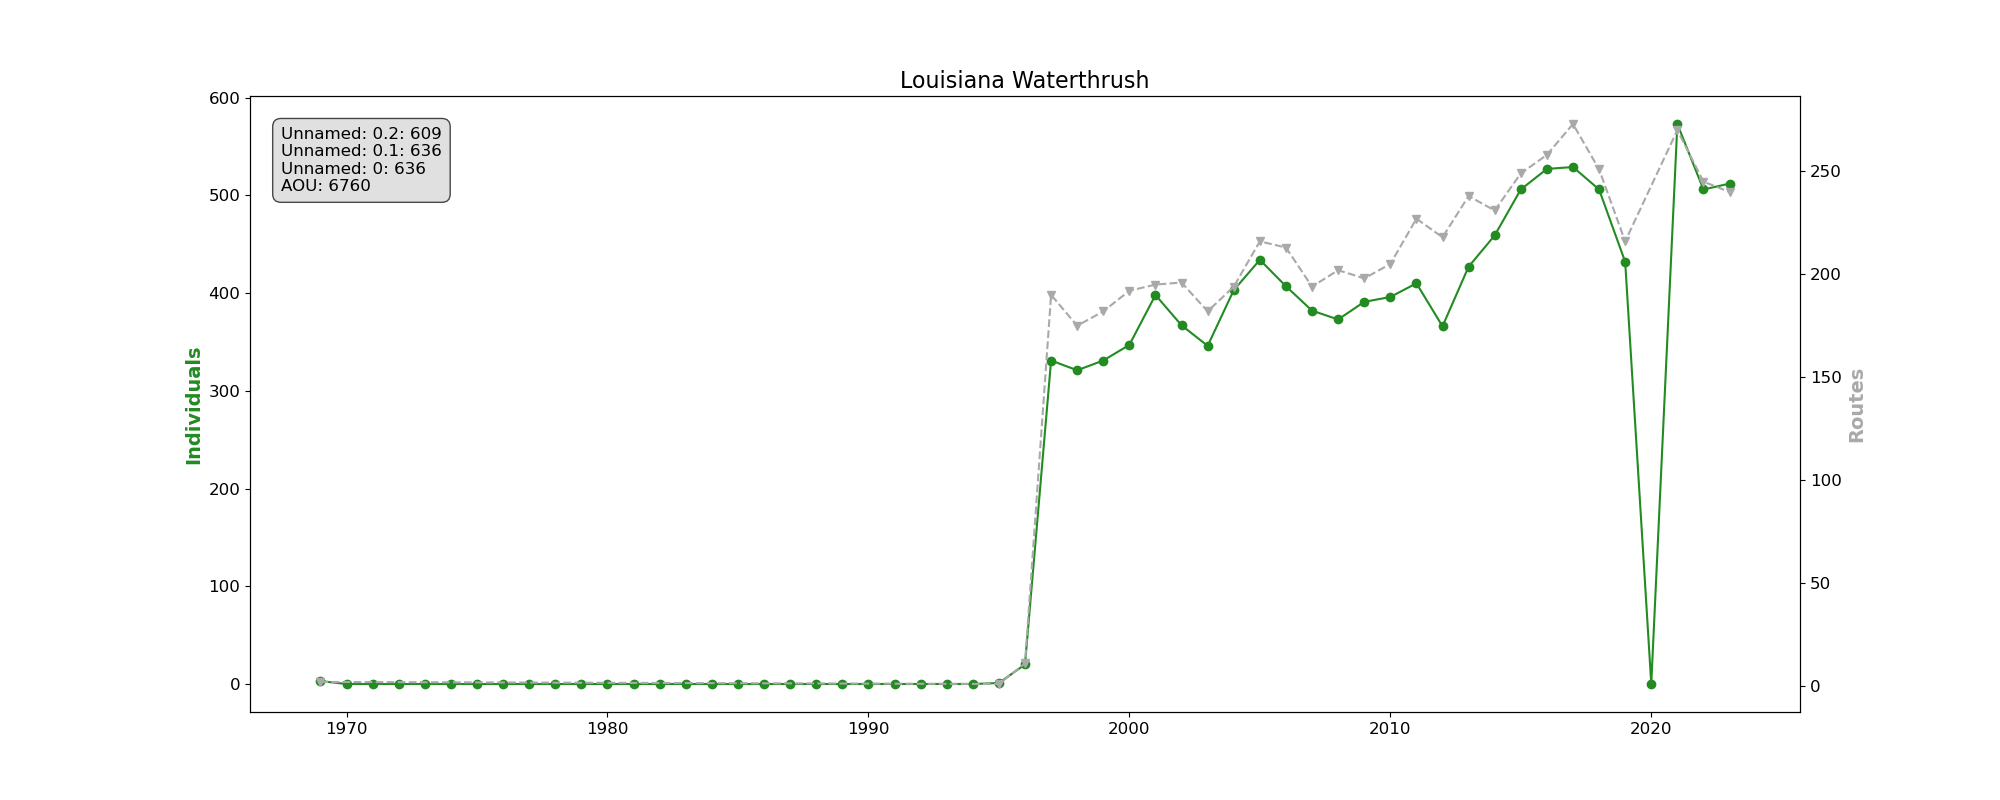 Louisiana Waterthrush
Unnamed: 0.2: 609
Unnamed: 0.1: 636
Unnamed: 0: 636
AOU: 6760
Individuals
600
500
400
300
200
100
0
250
200
150
100
50
0
Routes
1970 1980 1990 2000 2010 2020